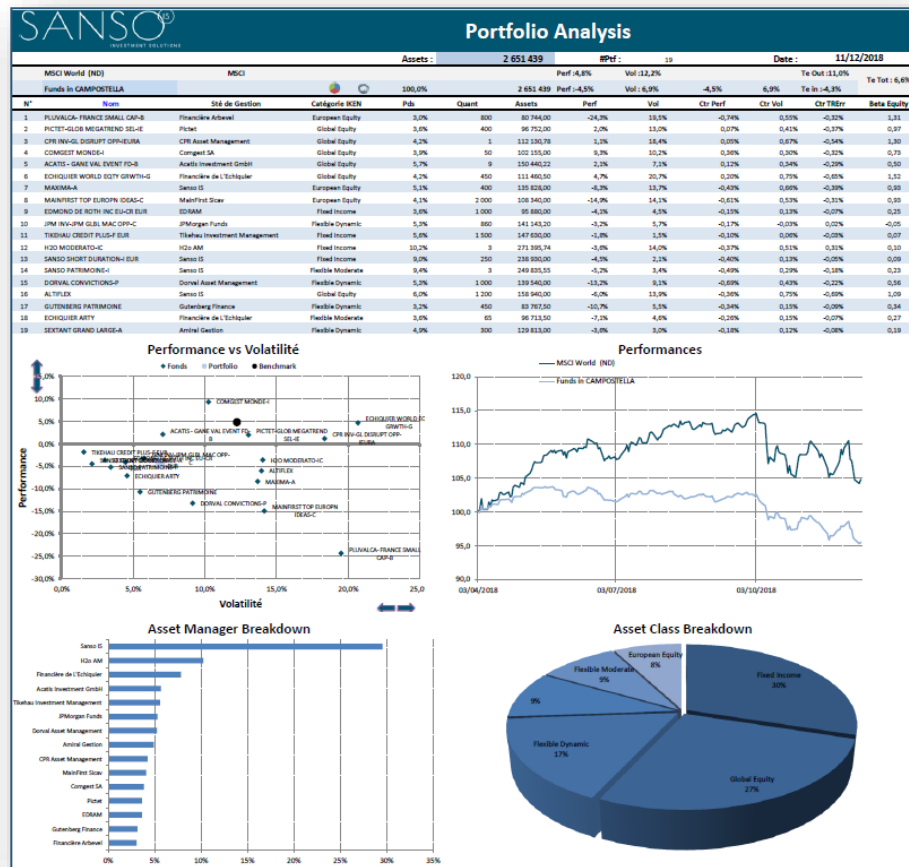 SANSO IS
INVESTMENT SOLUTIONS
Portfolio Analysis
Assets : 2 651 439 #Ptf : 19 Date : 11/12/2018
MSCI World (ND) MSCI Perf :4,8% Vol :12,2% Te Out :11,0% Te Tot : 6,6%
Funds in CAMPOSTELLA 100,0% 2 651 439 Perf :-4,5% Vol : 6,9% -4,5% 6,9% Te in :-4,3%
N° Nom Sté de Gestion Catégorie IKEN Pds Quant Assets Perf Vol Ctr Perf Ctr Vol Ctr TRErr Beta Equity
1 PLUVALCA- FRANCE SMALL CAP-B Financière Arbevel European Equity 3,0% 800 80 744,00 -24,3% 19,5% -0,74% 0,55% -0,32% 1,31
2 PICTET-GLOB MEGATREND SEL-IE Pictet Global Equity 3,6% 400 96 752,00 2,0% 13,0% 0,07% 0,41% -0,37% 0,97
3 CPR INV-GL DISRUPT OPP-IEURA CPR Asset Management Global Equity 4,2% 1 112 130,78 1,1% 18,4% 0,05% 0,67% -0,54% 1,30
4 COMGEST MONDE-I Comgest SA Global Equity 3,9% 50 102 155,00 9,3% 10,2% 0,36% 0,30% -0,32% 0,73
5 ACATIS - GANE VAL EVENT FD-B Acatis Investment GmbH Global Equity 5,7% 9 150 440,22 2,1% 7,1% 0,12% 0,34% -0,29% 0,50
6 ECHIQUIER WORLD EQTY GRWTH-G Financière de L'Echiquier Global Equity 4,2% 450 111 460,50 4,7% 20,7% 0,20% 0,75% -0,65% 1,52
7 MAXIMA-A Sanso IS European Equity 5,1% 400 135 828,00 -8,3% 13,7% -0,43% 0,66% -0,39% 0,93
8 MAINFIRST TOP EUROPN IDEAS-C MainFirst Sicav European Equity 4,1% 2 000 108 340,00 -14,9% 14,1% -0,61% 0,53% -0,31% 0,93
9 EDMOND DE ROTH INC EU-CR EUR EDRAM Fixed Income 3,6% 1 000 95 880,00 -4,1% 4,5% -0,15% 0,13% -0,07% 0,25
10 JPM INV-JPM GLBL MAC OPP-C JPMorgan Funds Flexible Dynamic 5,3% 860 141 143,20 -3,2% 5,7% -0,17% -0,03% 0,02% -0,05
11 TIKEHAU CREDIT PLUS-F EUR Tikehau Investment Management Fixed Income 5,6% 1 500 147 630,00 -1,8% 1,5% -0,10% 0,06% -0,03% 0,07
12 H2O MODERATO-IC H2o AM Fixed Income 10,2% 3 271 395,74 -3,6% 14,0% -0,37% 0,51% 0,31% 0,10
13 SANSO SHORT DURATION-I EUR Sanso IS Fixed Income 9,0% 250 238 930,00 -4,5% 2,1% -0,40% 0,13% -0,05% 0,09
14 SANSO PATRIMOINE-I Sanso IS Flexible Moderate 9,4% 3 249 835,55 -5,2% 3,4% -0,49% 0,29% -0,18% 0,23
15 DORVAL CONVICTIONS-P Dorval Asset Management Flexible Dynamic 5,3% 1 000 139 540,00 -13,2% 9,1% -0,69% 0,43% -0,22% 0,56
16 ALTIFLEX Sanso IS Global Equity 6,0% 1 200 158 940,00 -6,0% 13,9% -0,36% 0,75% -0,69% 1,09
17 GUTENBERG PATRIMOINE Gutenberg Finance Flexible Dynamic 3,2% 450 83 767,50 -10,7% 5,5% -0,34% 0,15% -0,09% 0,34
18 ECHIQUIER ARTY Financière de L'Echiquier Flexible Moderate 3,6% 65 96 713,50 -7,1% 4,6% -0,26% 0,15% -0,07% 0,27
19 SEXTANT GRAND LARGE-A Amiral Gestion Flexible Dynamic 4,9% 300 129 813,00 -3,6% 3,0% -0,18% 0,12% -0,08% 0,19
Performance vs Volatilité
Fonds Portfolio Benchmark
Performance
10,0%
5,0%
0,0%
-5,0%
-10,0%
-15,0%
-20,0%
-25,0%
-30,0%
COMGEST MONDE-I
ECHIQUIER WORLD EC
GRWTH-G
ACATIS - GANE VAL EVENT FD-
B
PICTET-GLOB MEGATREND
SEL-IE
CPR INV-GL DISRUPT OPP-
IEURA
TIKEHAU CREDIT PLUS-F EUR
H2O MODERATO-IC
ALTIFLEX
ECHIQUIER ARTY
MAXIMA-A
GUTENBERG PATRIMOINE
DORVAL CONVICTIONS-P
MAINFIRST TOP EUROPN
IDEAS-C
PLUVALCA- FRANCE SMALL
CAP-B
0,0% 5,0% 10,0% 15,0% 20,0% 25,0
Volatilité
Performances
MSCI World (ND)
Funds in CAMPOSTELLA
120,0
115,0
110,0
105,0
100,0
95,0
90,0
03/04/2018 03/07/2018 03/10/2018
Asset Manager Breakdown
Sanso IS
H2o AM
Financière de L'Echiquier
Acatis Investment GmbH
Tikehau Investment Management
JPMorgan Funds
Dorval Asset Management
Amiral Gestion
CPR Asset Management
MainFirst Sicav
Comgest SA
Pictet
EDRAM
Gutenberg Finance
Financière Arbevel
0% 5% 10% 15% 20% 25% 30% 35%
Asset Class Breakdown
European Equity
8%
Flexible Moderate
9%
9%
Flexible Dynamic
17%
Fixed Income
30%
Global Equity
27%